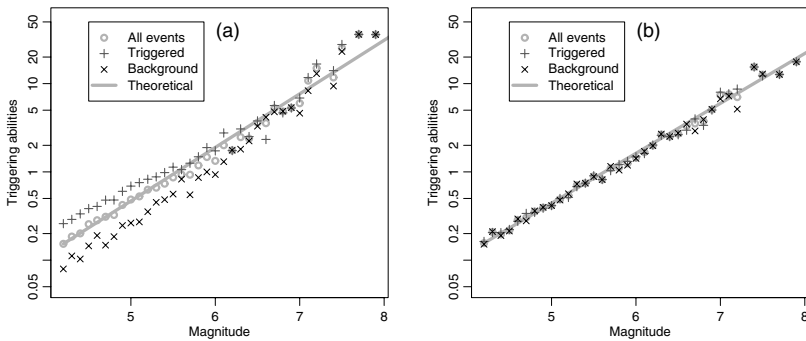 (a)
All events
Triggered
Background
Theoretical
Triggering abilities
50
20
10
5
2
1
0.5
0.2
0.05
5
6
7
8
Magnitude
(b)
All events
Triggered
Background
Theoretical
Triggering abilities
50
20
10
5
2
1
0.5
0.2
0.05
5
6
7
8
Magnitude